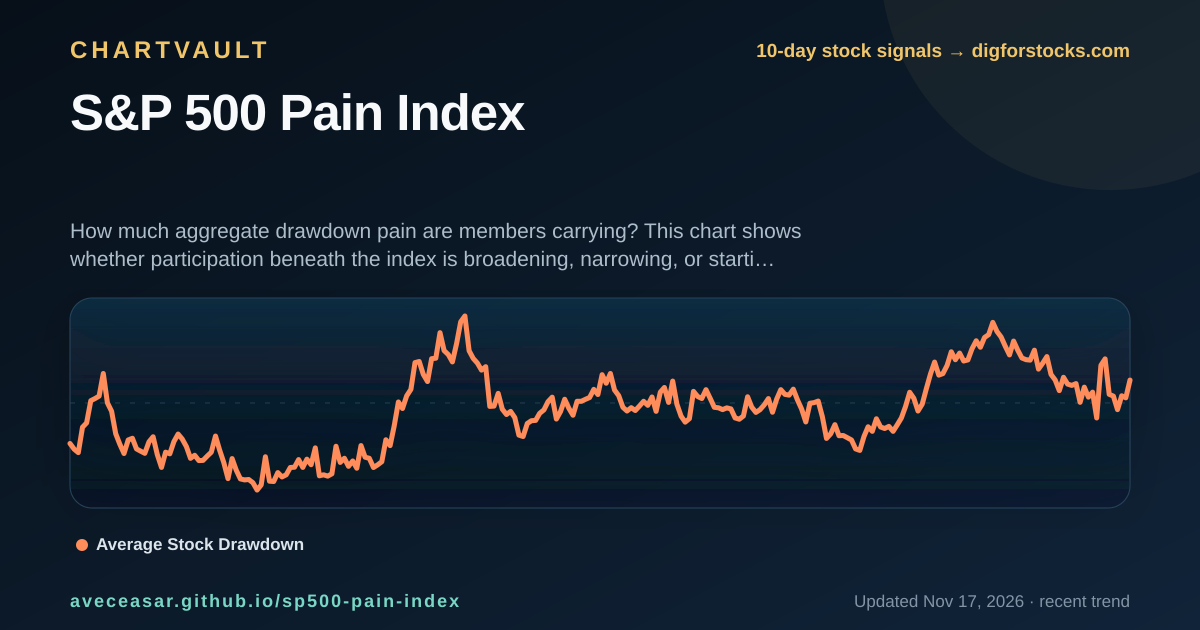 CHARTVAULT
10-day stock signals → digforstocks.com
S&P 500 Pain Index
How much aggregate drawdown pain are members carrying? This chart shows
whether participation beneath the index is broadening, narrowing, or starti…
Average Stock Drawdown
aveceasar.github.io/sp500-pain-index
Updated Nov 17, 2026 · recent trend